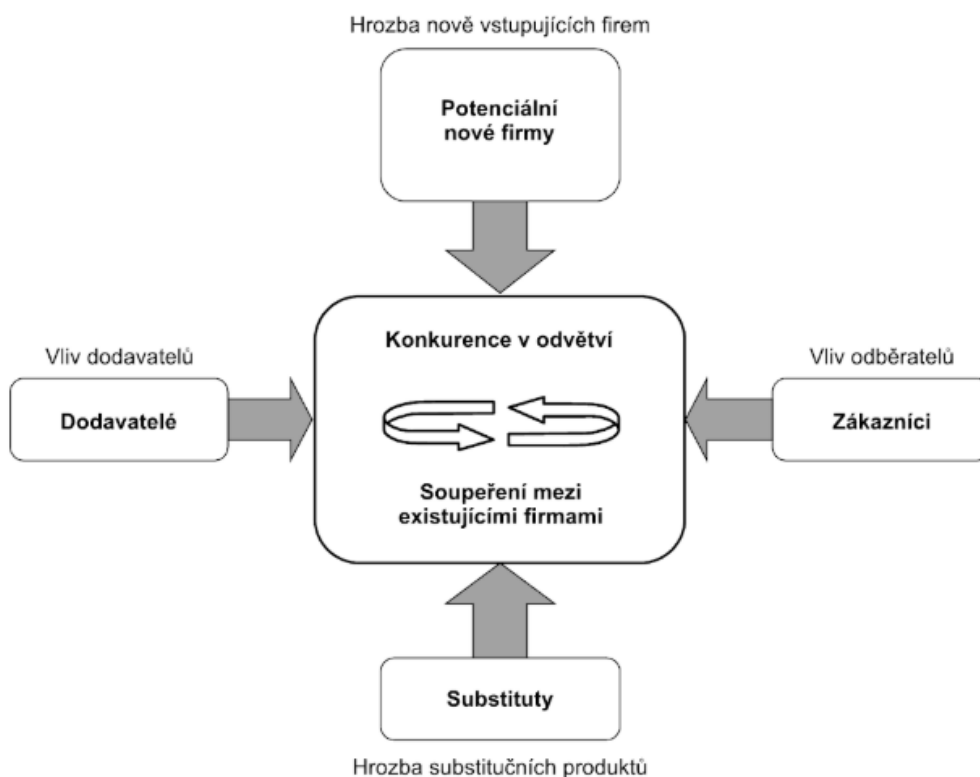 Hrozba nově vstupujících firem
Potenciální
nové firmy
Konkurence v odvětví
Vliv dodavatelů
Dodavatelé
Vliv odběratelů
Zákazníci
Soupeření mezi
existujícími firmami
Substituty
Hrozba substitučních produktů